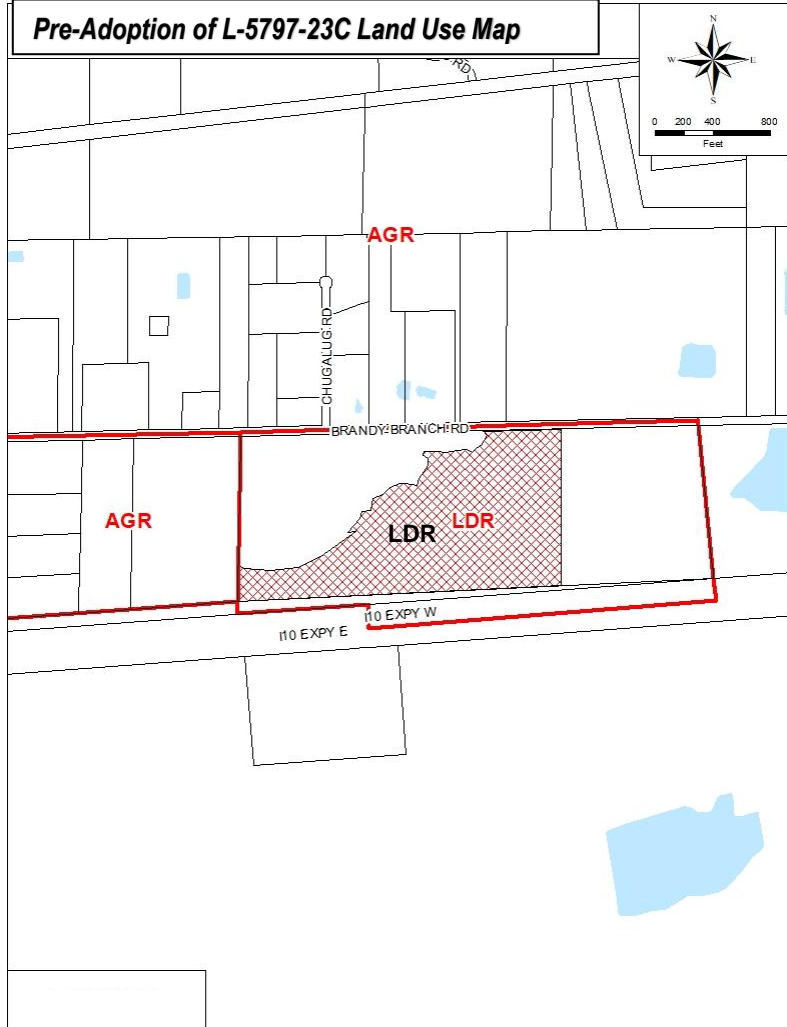 Pre-Adoption of L-5797-23C Land Use Map
N
W
E
S
0 200 400 800
Feet
RD
AGR
CHUGALUG RD
BRANDY BRANCH RD
AGR
LDR
LDR
I10 EXPY W
I10 EXPY E